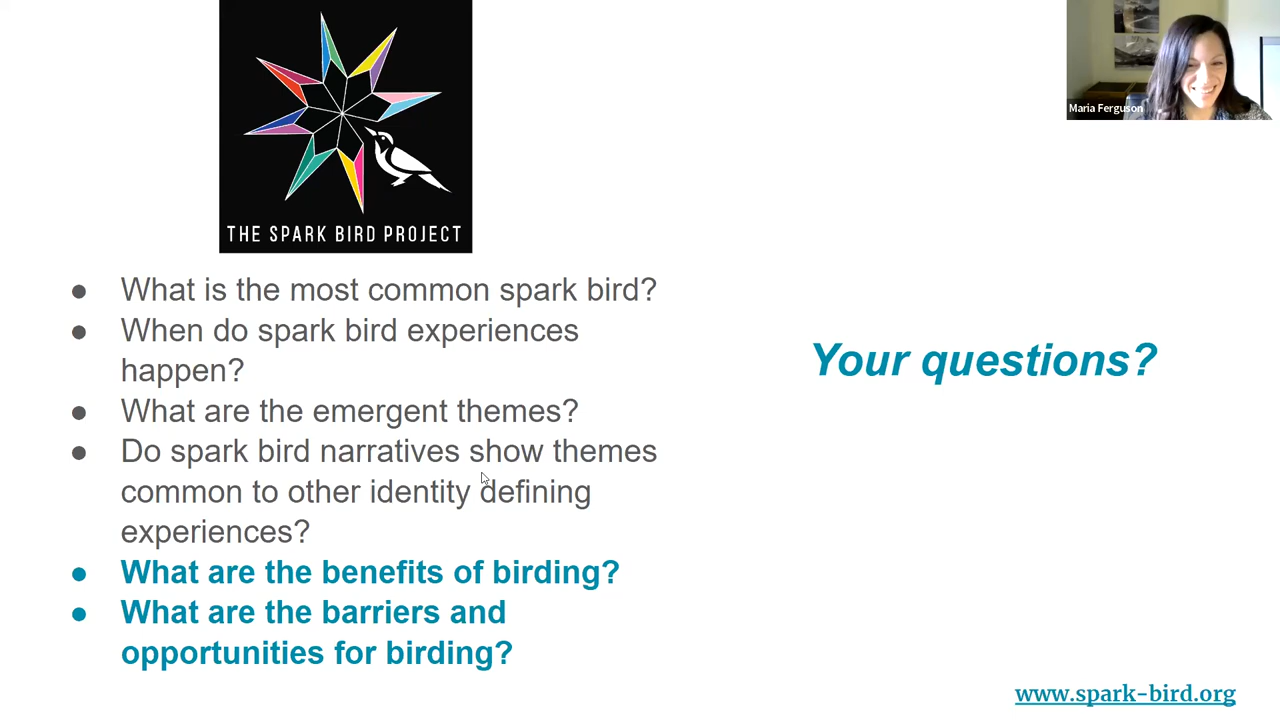 Maria Ferguson
THE SPARK BIRD PROJECT
● What is the most common spark bird?
● When do spark bird experiences
happen?
● What are the emergent themes?
● Do spark bird narratives show themes
common to other identity defining
experiences?
● What are the benefits of birding?
● What are the barriers and
opportunities for birding?
Your questions?
www.spark-bird.org